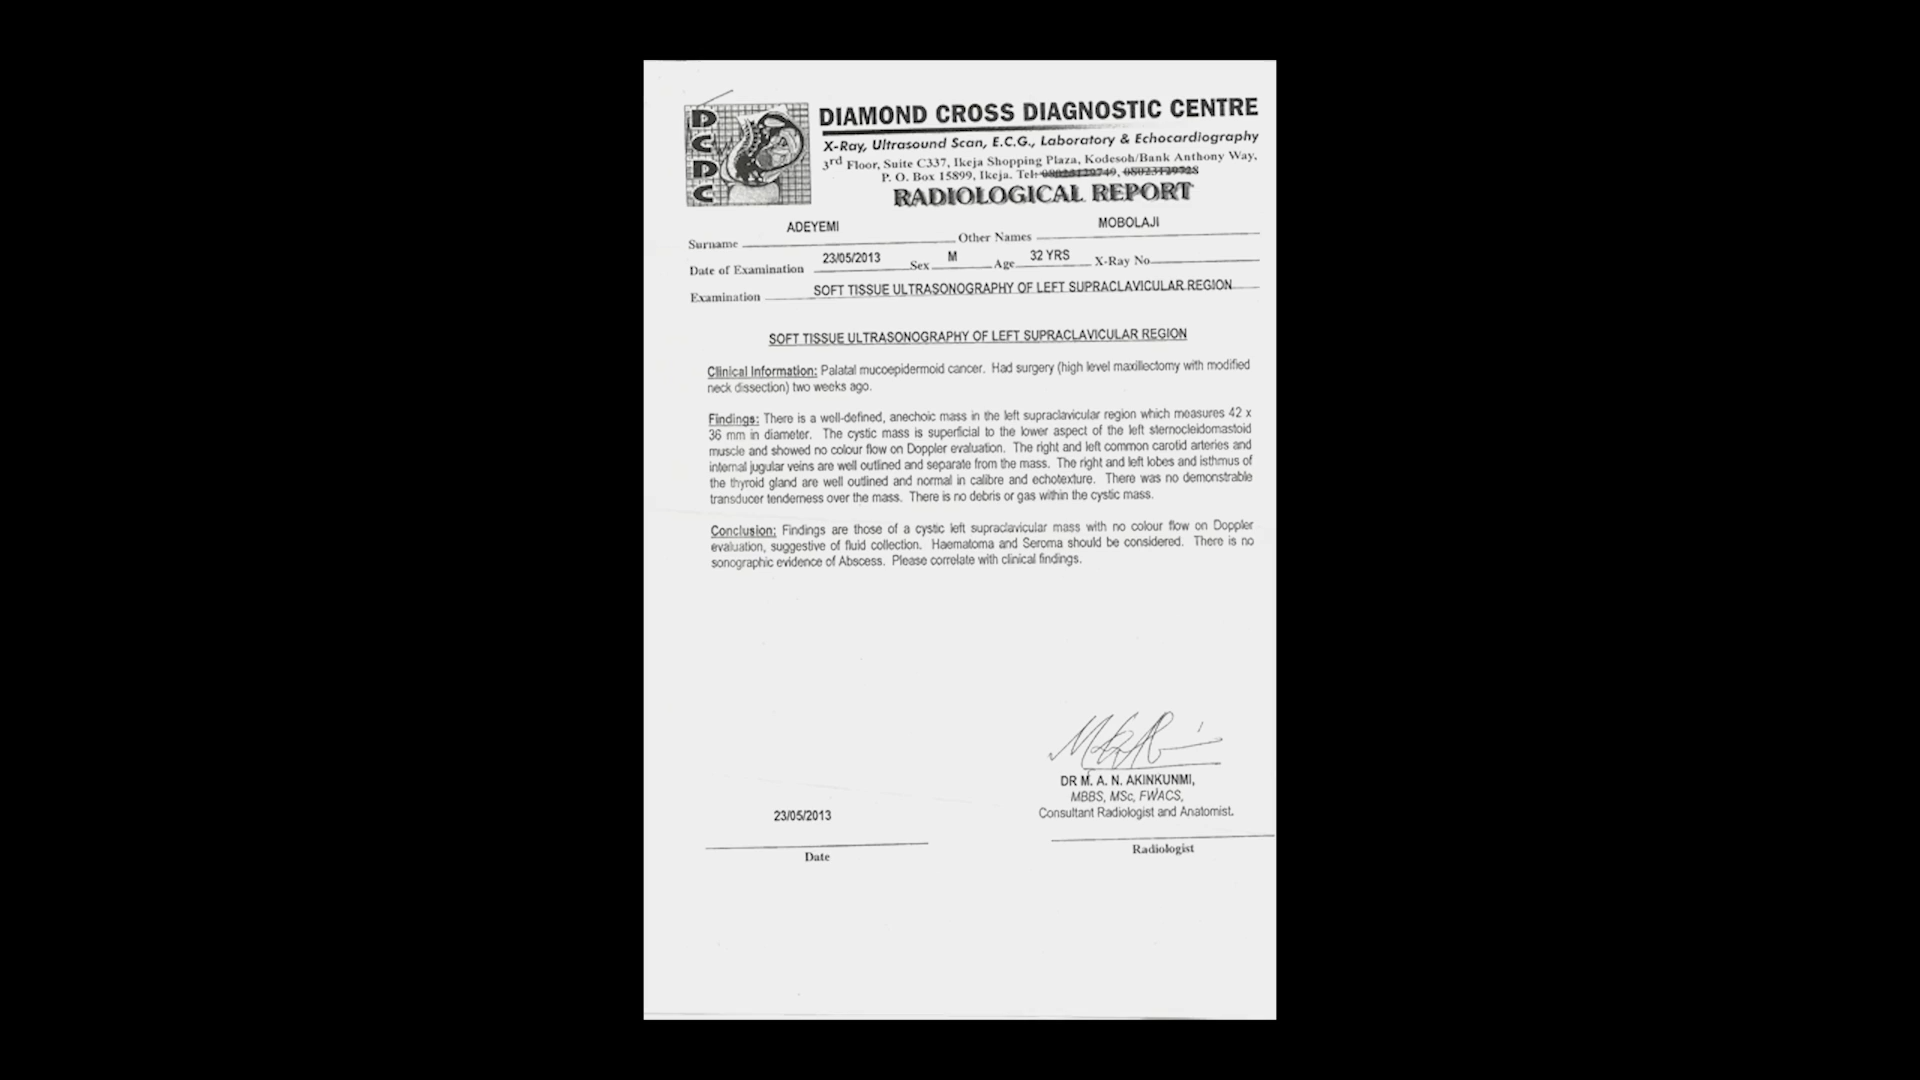 DCDC
DIAMOND CROSS DIAGNOSTIC CENTRE
X-Ray, Ultrasound Scan, E.C.G., Laboratory & Echocardiography
3rd Floor, Suite C337, Ikeja Shopping Plaza, Kodesoh/Bank Anthony Way,
P. O. Box 15899, Ikeja. Tel:
RADIOLOGICAL REPORT
Surname ADEYEMI Other Names MOBOLAJI
Date of Examination 23/05/2013 Sex M Age 32 YRS X-Ray No
Examination SOFT TISSUE ULTRASONOGRAPHY OF LEFT SUPRACLAVICULAR REGION
SOFT TISSUE ULTRASONOGRAPHY OF LEFT SUPRACLAVICULAR REGION
Clinical Information: Palatal mucoepidermoid cancer. Had surgery (high level maxillectomy with modified
neck dissection) two weeks ago.
Findings: There is a well-defined, anechoic mass in the left supraclavicular region which measures 42 x
36 mm in diameter. The cystic mass is superficial to the lower aspect of the left sternocleidomastoid
muscle and showed no colour flow on Doppler evaluation. The right and left common carotid arteries and
internal jugular veins are well outlined and separate from the mass. The right and left lobes and isthmus of
the thyroid gland are well outlined and normal in calibre and echotexture. There was no demonstrable
transducer tenderness over the mass. There is no debris or gas within the cystic mass.
Conclusion: Findings are those of a cystic left supraclavicular mass with no colour flow on Doppler
evaluation, suggestive of fluid collection. Haematoma and Seroma should be considered. There is no
sonographic evidence of Abscess. Please correlate with clinical findings.
DR M. A. N. AKINKUNMI,
MBBS, MSc, FWACS,
Consultant Radiologist and Anatomist.
23/05/2013
Date
Radiologist